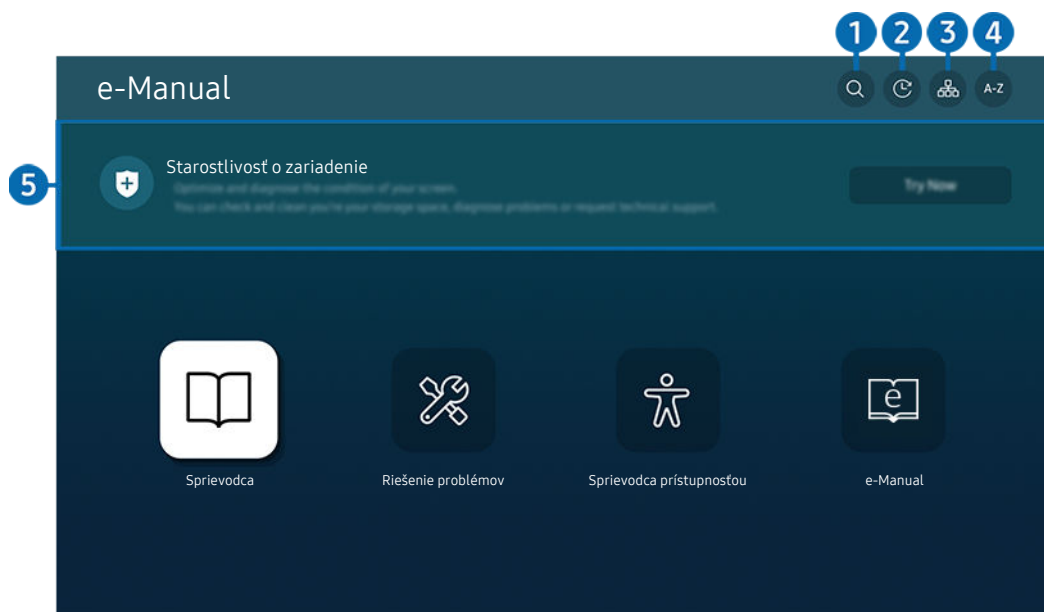 1 2 3 4
e-Manual
A-Z
5
Starostlivosť o zariadenie
Optimize and diagnose the condition of your screen.
You can check and clean you're your storage space, diagnose problems or request technical support.
Try Now
Sprievodca
Riešenie problémov
Sprievodca prístupnosťou
e-Manual
é